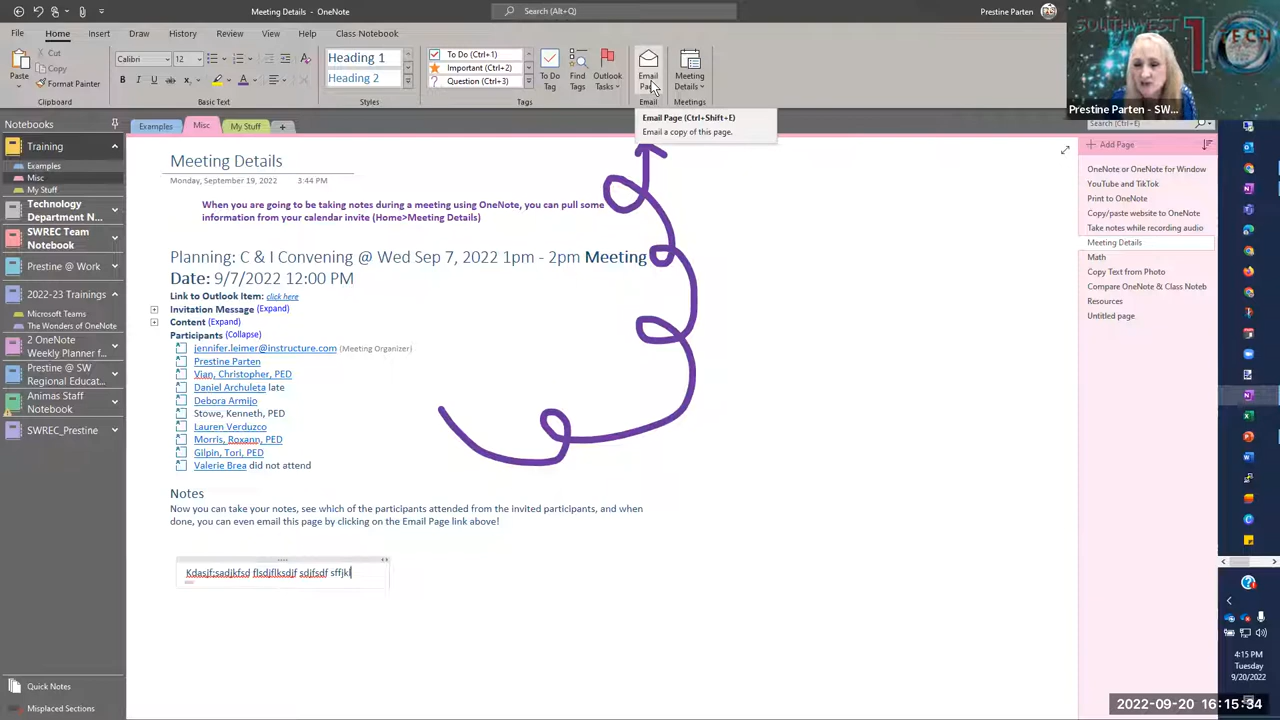 Meeting Details - OneNote
Search (Alt+Q)
Prestine Parten
File
Home
Insert
Draw
History
Review
View
Help
Class Notebook
Paste
Cut
Copy
Format Painter
Clipboard
Calibri
12
Basic Text
Heading 1
Heading 2
Styles
To Do (Ctrl+1)
Important (Ctrl+2)
Question (Ctrl+3)
To Do
Tag
Find
Tags
Outlook
Tasks
Tags
Email
Page
Email
Meeting
Details
Meetings
Email Page (Ctrl+Shift+E)
Email a copy of this page.
SOUTHWEST
Prestine Parten - SW...
Notebooks
Examples
Misc
My Stuff
Search (Ctrl+E)
Training
Examples
Misc
My Stuff
Technology
Department N...
SWREC Team
Notebook
Prestine @ Work
2022-23 Trainings
Microsoft Teams
The Wonders of OneNote
2 OneNote
Weekly Planner f...
Prestine @ SW
Regional Educat...
Animas Staff
Notebook
SWREC_Prestine
Quick Notes
Misplaced Sections
Meeting Details
Monday, September 19, 2022 3:44 PM
When you are going to be taking notes during a meeting using OneNote, you can pull some
information from your calendar invite (Home>Meeting Details)
Planning: C & I Convening @ Wed Sep 7, 2022 1pm - 2pm Meeting
Date: 9/7/2022 12:00 PM
Link to Outlook Item: click here
Invitation Message (Expand)
Content (Expand)
Participants (Collapse)
jennifer.leimer@instructure.com (Meeting Organizer)
Prestine Parten
Vian, Christopher, PED
Daniel Archuleta late
Debora Armijo
Stowe, Kenneth, PED
Lauren Verduzco
Morris, Roxann, PED
Gilpin, Tori, PED
Valerie Brea did not attend
Notes
Now you can take your notes, see which of the participants attended from the invited participants, and when
done, you can even email this page by clicking on the Email Page link above!
Kdasjf;sadjkfsd flsdjflksdjf sdjfsdf sffjkl
Add Page
OneNote or OneNote for Window
YouTube and TikTok
Print to OneNote
Copy/paste website to OneNote
Take notes while recording audio
Meeting Details
Math
Copy Text from Photo
Compare OneNote & Class Noteb
Resources
Untitled page
4:15 PM
Tuesday
9/20/2022
2022-09-20 16:15:34